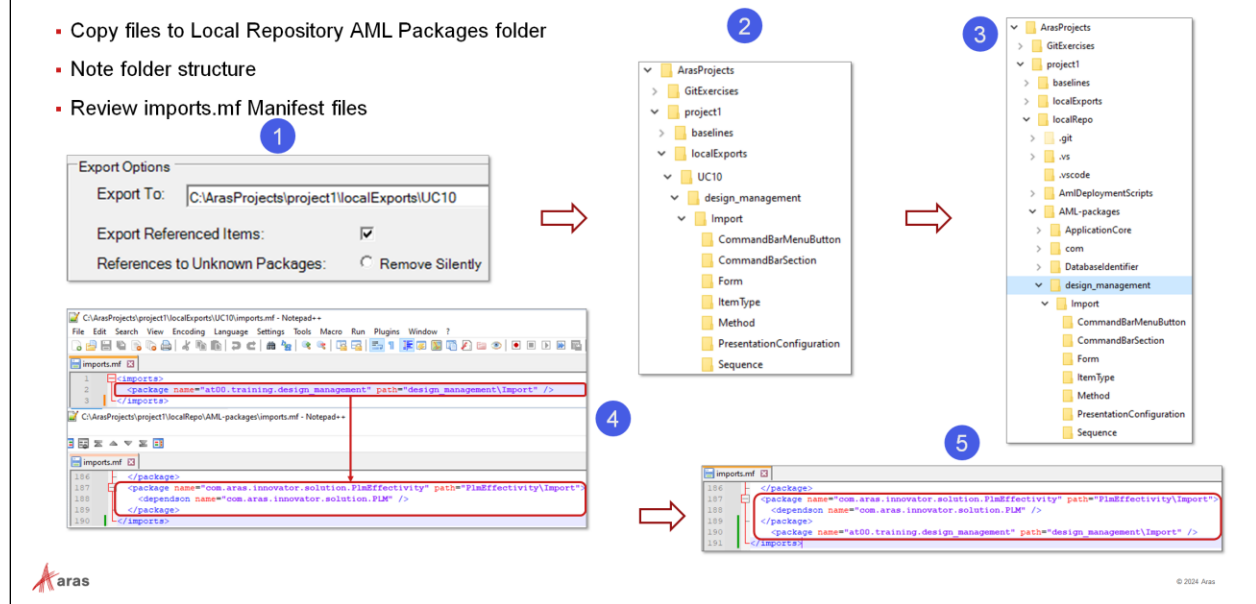 ▪ Copy files to Local Repository AML Packages folder
▪ Note folder structure
▪ Review imports.mf Manifest files
1
Export Options
Export To: C:\ArasProjects\project1\localExports\UC10
Export Referenced Items:
References to Unknown Packages: Remove Silently
2
ArasProjects
GitExercises
project1
baselines
localExports
UC10
design_management
Import
CommandBarMenuButton
CommandBarSection
Form
ItemType
Method
PresentationConfiguration
Sequence
3
ArasProjects
GitExercises
project1
baselines
localExports
localRepo
.git
.vs
.vscode
AmlDeploymentScripts
AML-packages
ApplicationCore
com
DatabaseIdentifier
design_management
Import
CommandBarMenuButton
CommandBarSection
Form
ItemType
Method
PresentationConfiguration
Sequence
C:\ArasProjects\project1\localExports\UC10\imports.mf - Notepad++
File Edit Search View Encoding Language Settings Tools Macro Run Plugins Window ?
imports.mf
1 <imports>
2 <package name="at00.training.design_management" path="design_management\Import" />
3 </imports>
C:\ArasProjects\project1\localRepo\AML-packages\imports.mf - Notepad++
imports.mf
186 </package>
187 <package name="com.aras.innovator.solution.PlmEffectivity" path="PlmEffectivity\Import">
188 <dependson name="com.aras.innovator.solution.PLM" />
189 </package>
190 </imports>
4
5
imports.mf
186 </package>
187 <package name="com.aras.innovator.solution.PlmEffectivity" path="PlmEffectivity\Import">
188 <dependson name="com.aras.innovator.solution.PLM" />
189 </package>
190 <package name="at00.training.design_management" path="design_management\Import" />
191 </imports>
aras
© 2024 Aras